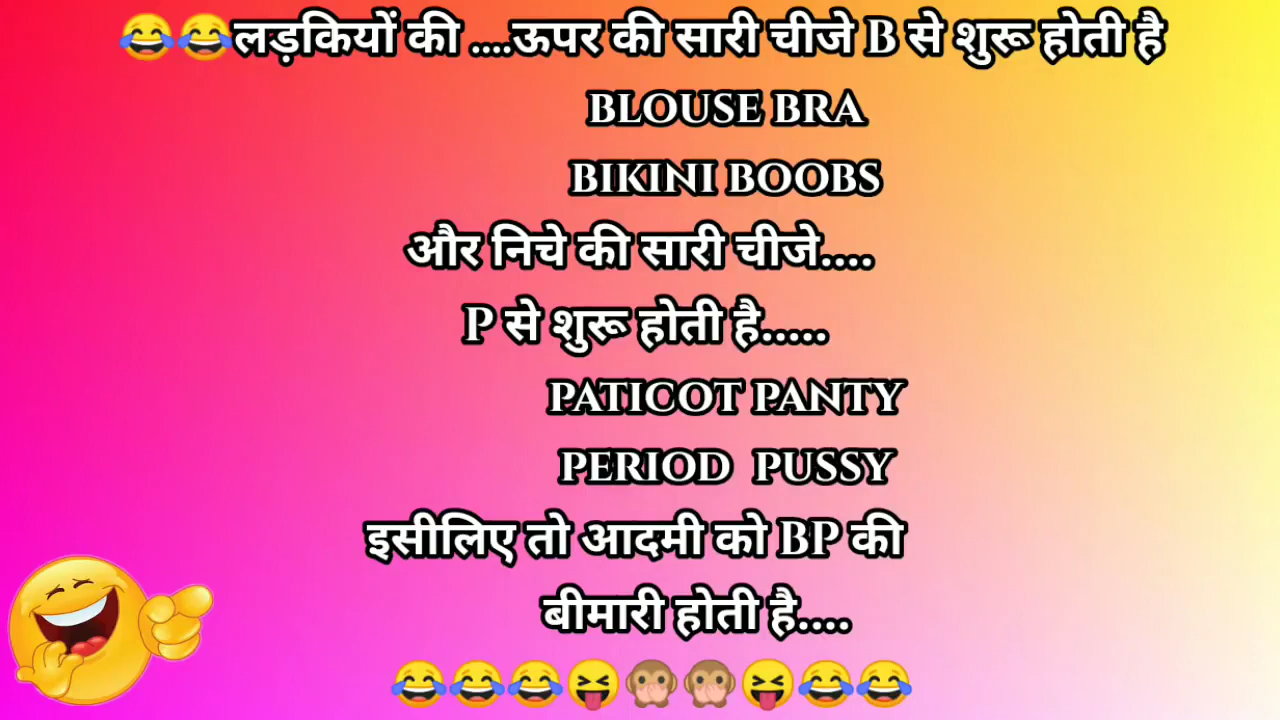 😂😂लड़कियों की ....ऊपर की सारी चीजे B से शुरू होती है
BLOUSE BRA
BIKINI BOOBS
और निचे की सारी चीजे....
P से शुरू होती है.....
PATICOT PANTY
PERIOD PUSSY
इसीलिए तो आदमी को BP की
बीमारी होती है....
😂😂😂😝🙊🙊😝😂😂